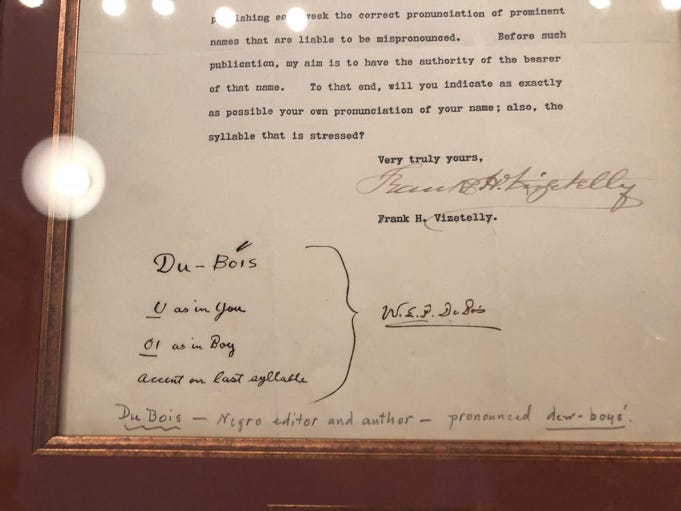 publishing each week the correct pronunciation of prominent
names that are liable to be mispronounced. Before such
publication, my aim is to have the authority of the bearer
of that name. To that end, will you indicate as exactly
as possible your own pronunciation of your name; also, the
syllable that is stressed?
Very truly yours,
Frank H. Vizetelly
Frank H. Vizetelly.
Du-Bóis
U as in you
OI as in Boy
accent on last syllable
W. E. B. Du Bois
Du Bois — Negro editor and author — pronounced dew-boys'.